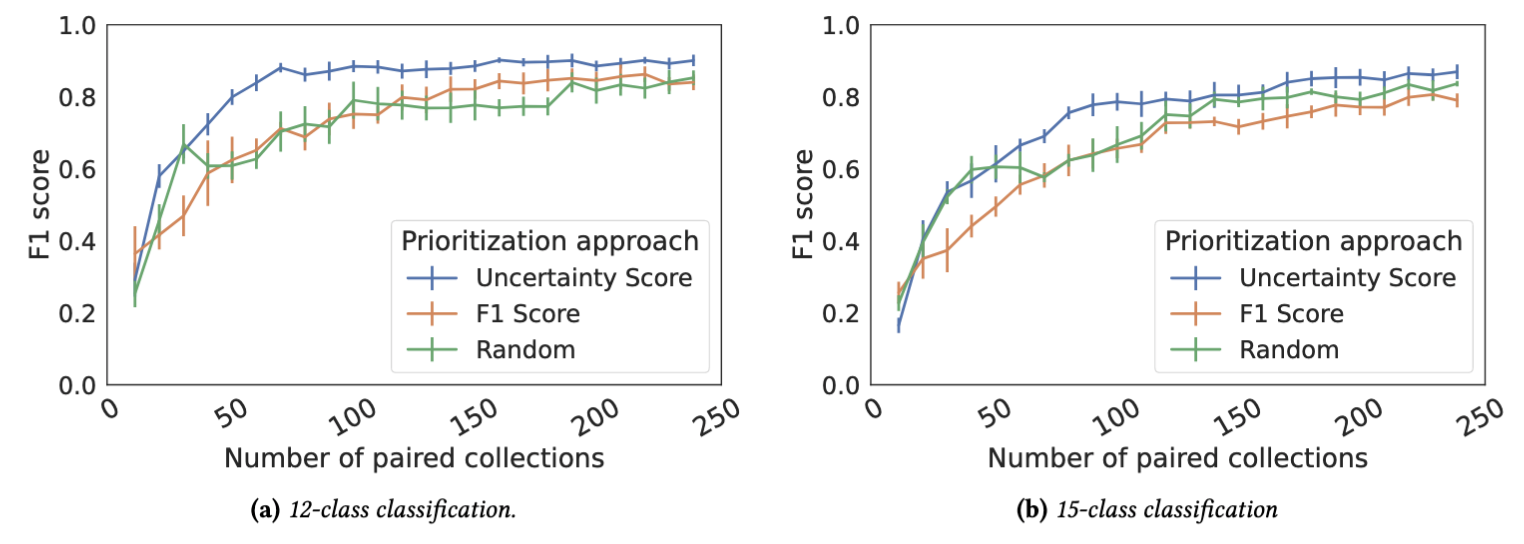 1.0
0.8
0.6
0.4
0.2
0.0
F1 score
0
50
100
150
200
250
Number of paired collections
Prioritization approach
Uncertainty Score
F1 Score
Random
(a) 12-class classification.
1.0
0.8
0.6
0.4
0.2
0.0
F1 score
0
50
100
150
200
250
Number of paired collections
Prioritization approach
Uncertainty Score
F1 Score
Random
(b) 15-class classification